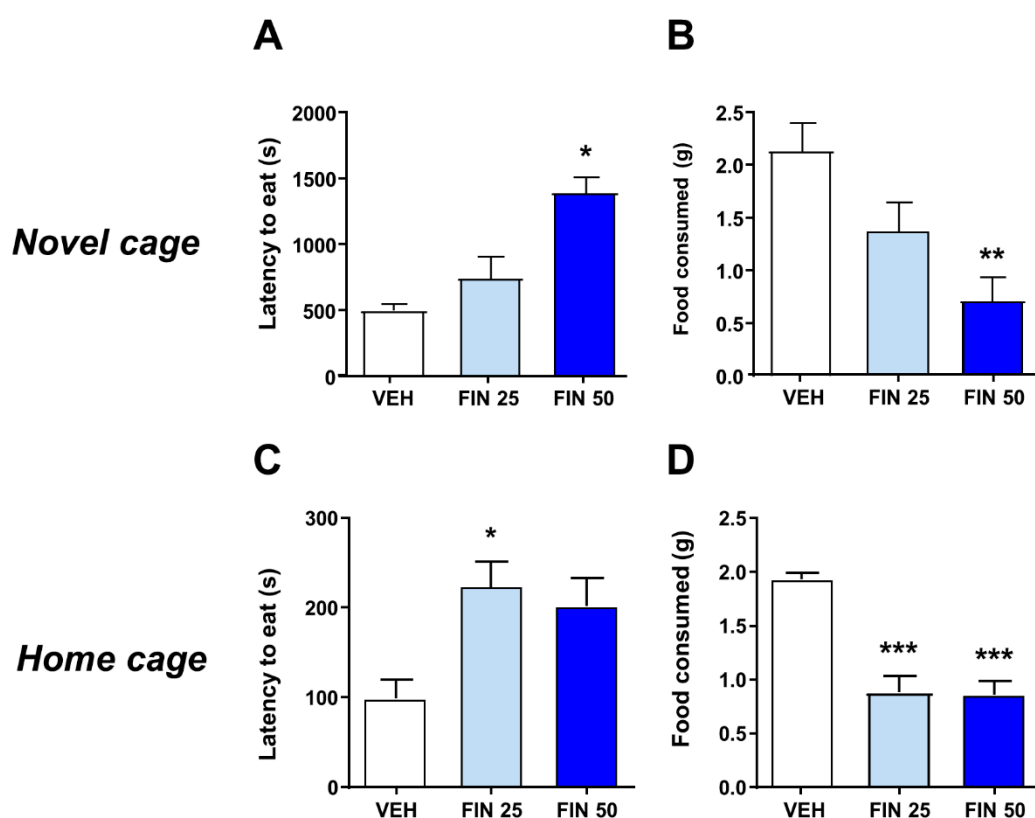 A
B
Novel cage
Latency to eat (s)
2000
1500
1000
500
0
*
VEH
FIN 25
FIN 50
Food consumed (g)
2.5
2.0
1.5
1.0
0.5
0.0
**
VEH
FIN 25
FIN 50
C
D
Home cage
Latency to eat (s)
300
200
100
0
*
VEH
FIN 25
FIN 50
Food consumed (g)
2.5
2.0
1.5
1.0
0.5
0.0
***
***
VEH
FIN 25
FIN 50